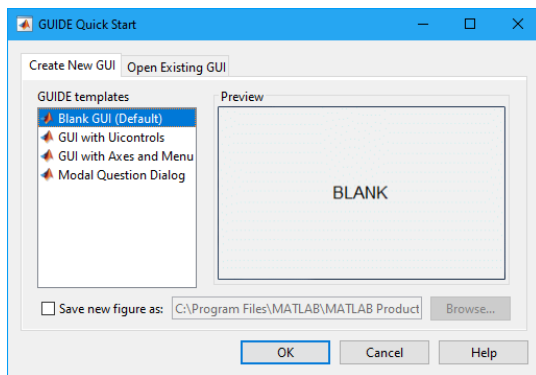 GUIDE Quick Start
Create New GUI Open Existing GUI
GUIDE templates
Blank GUI (Default)
GUI with Uicontrols
GUI with Axes and Menu
Modal Question Dialog
Preview
BLANK
Save new figure as: C:\Program Files\MATLAB\MATLAB Product Browse...
OK Cancel Help